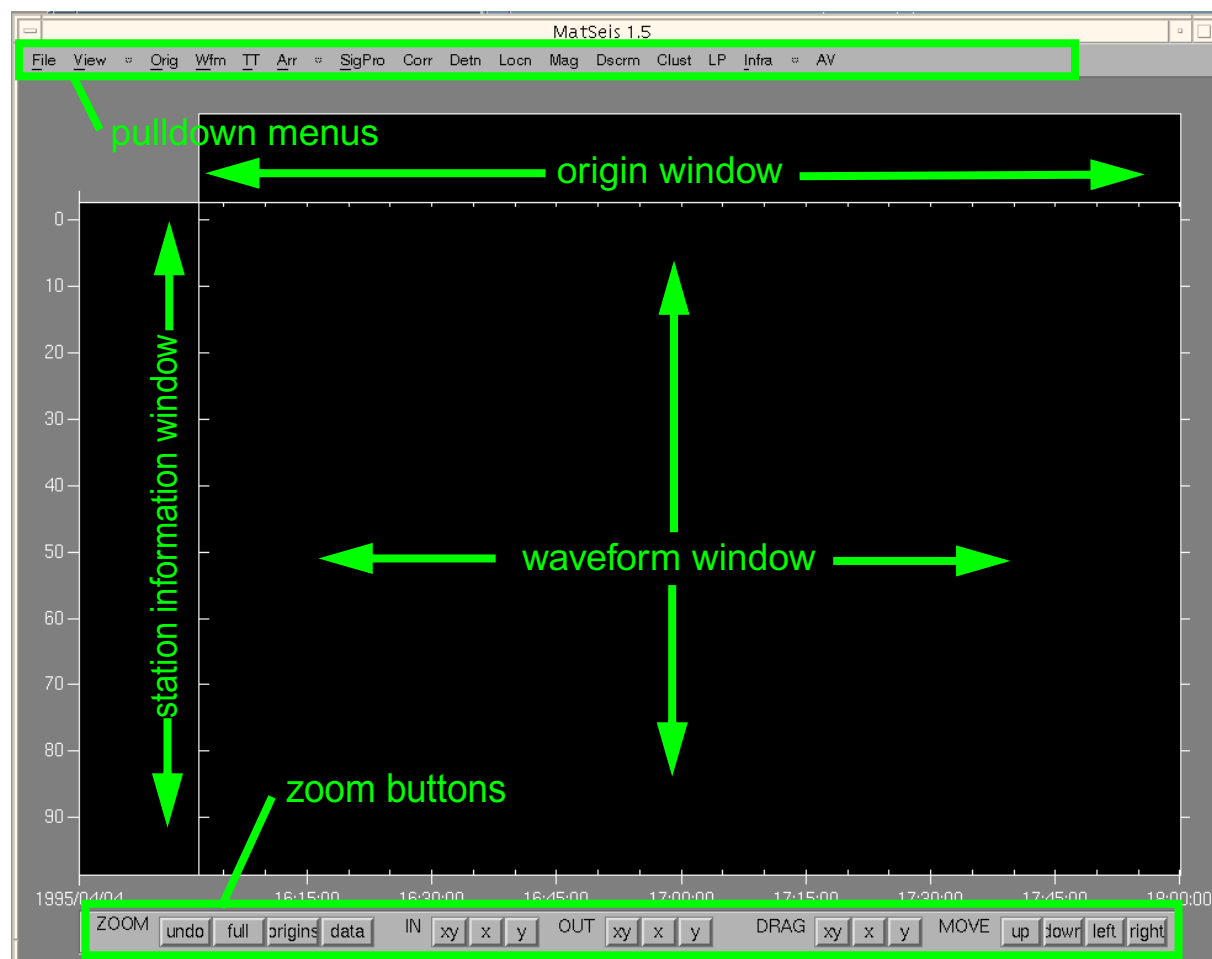 MatSeis 1.5
File View Orig Wfm TT Arr SigPro Corr Detn Locn Mag Dscrm Clust LP Infra AV
pulldown menus
origin window
0
10
20
30
40
50
60
70
80
90
station information window
waveform window
zoom buttons
1995/04/04 16:15:00 16:30:00 16:45:00 17:00:00 17:15:00 17:30:00 17:45:00 18:00:00
ZOOM undo full origins data IN xy x y OUT xy x y DRAG xy x y MOVE up down left right